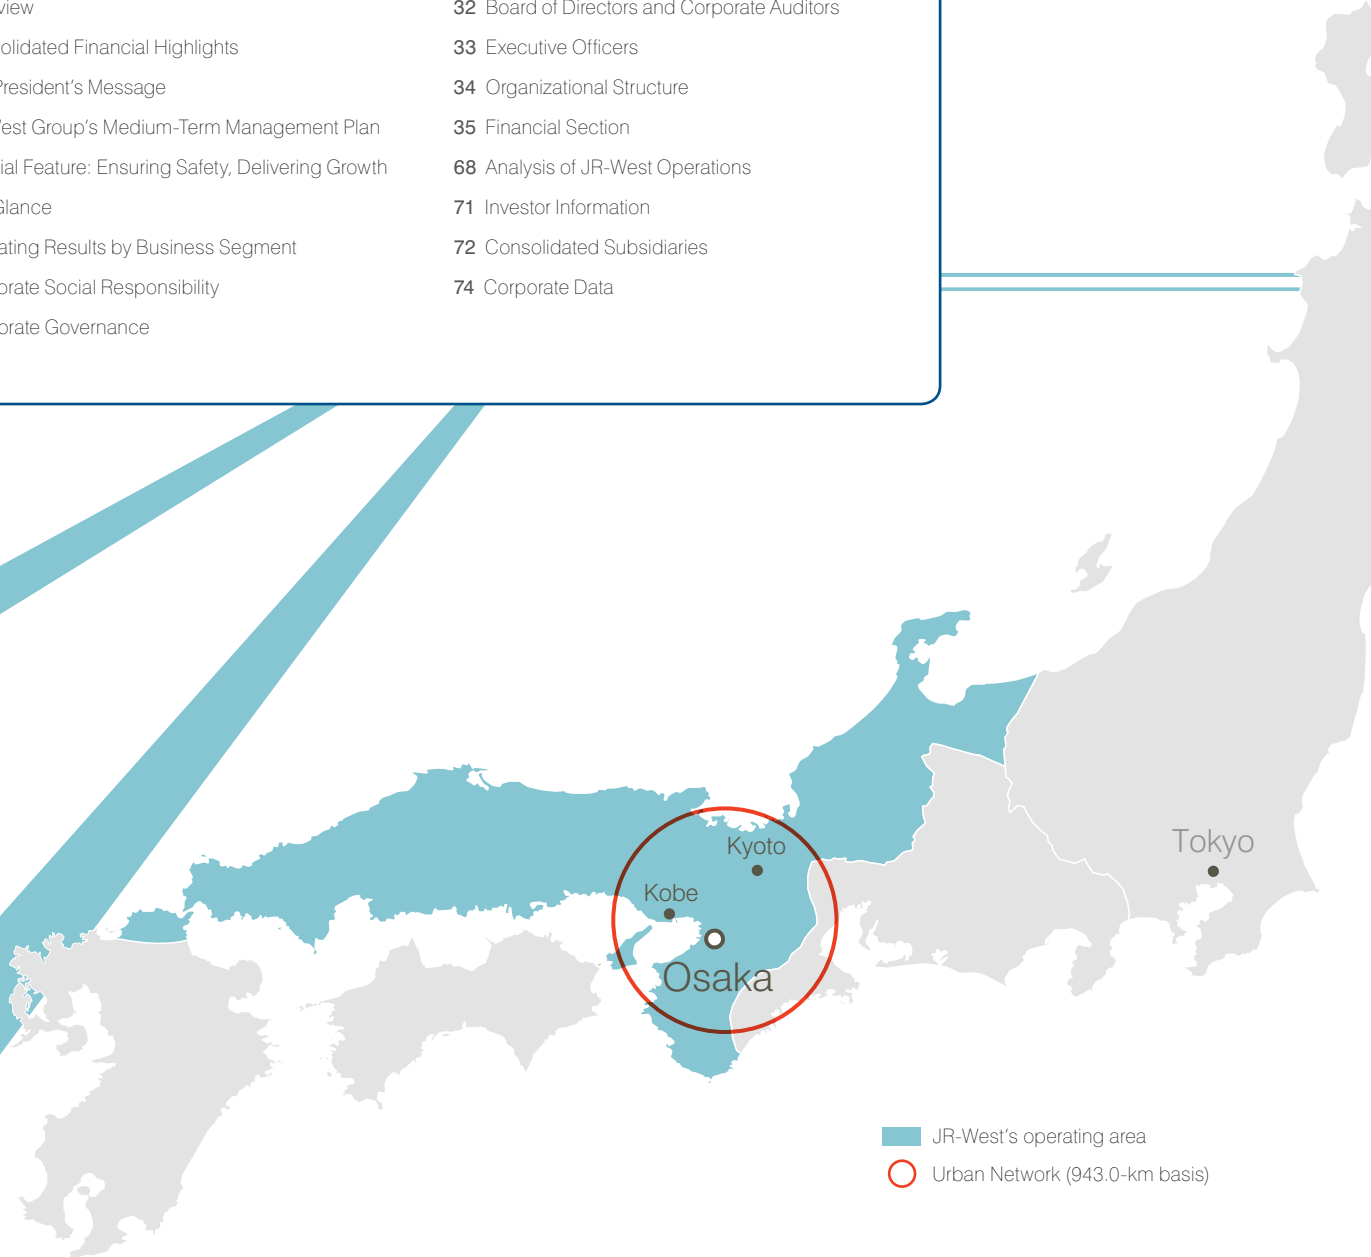 view
olidated Financial Highlights
President's Message
Vest Group's Medium-Term Management Plan
ial Feature: Ensuring Safety, Delivering Growth
Glance
ating Results by Business Segment
orate Social Responsibility
orate Governance
32 Board of Directors and Corporate Auditors
33 Executive Officers
34 Organizational Structure
35 Financial Section
68 Analysis of JR-West Operations
71 Investor Information
72 Consolidated Subsidiaries
74 Corporate Data
Tokyo
Kyoto
Kobe
Osaka
JR-West's operating area
Urban Network (943.0-km basis)